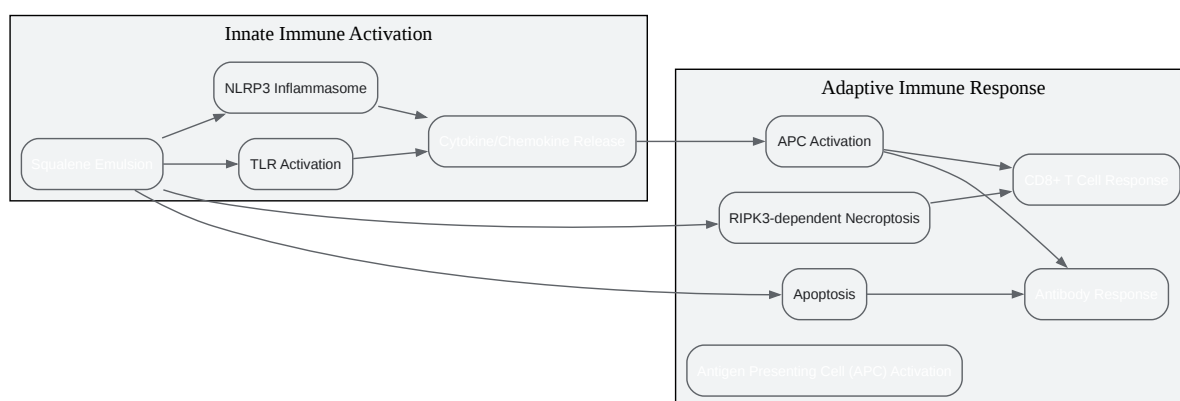 Innate Immune Activation
NLRP3 Inflammasome
Squalene Emulsion
TLR Activation
Cytokine/Chemokine Release
Adaptive Immune Response
APC Activation
CD8+ T Cell Response
RIPK3-dependent Necroptosis
Apoptosis
Antibody Response
Antigen Presenting Cell (APC) Activation